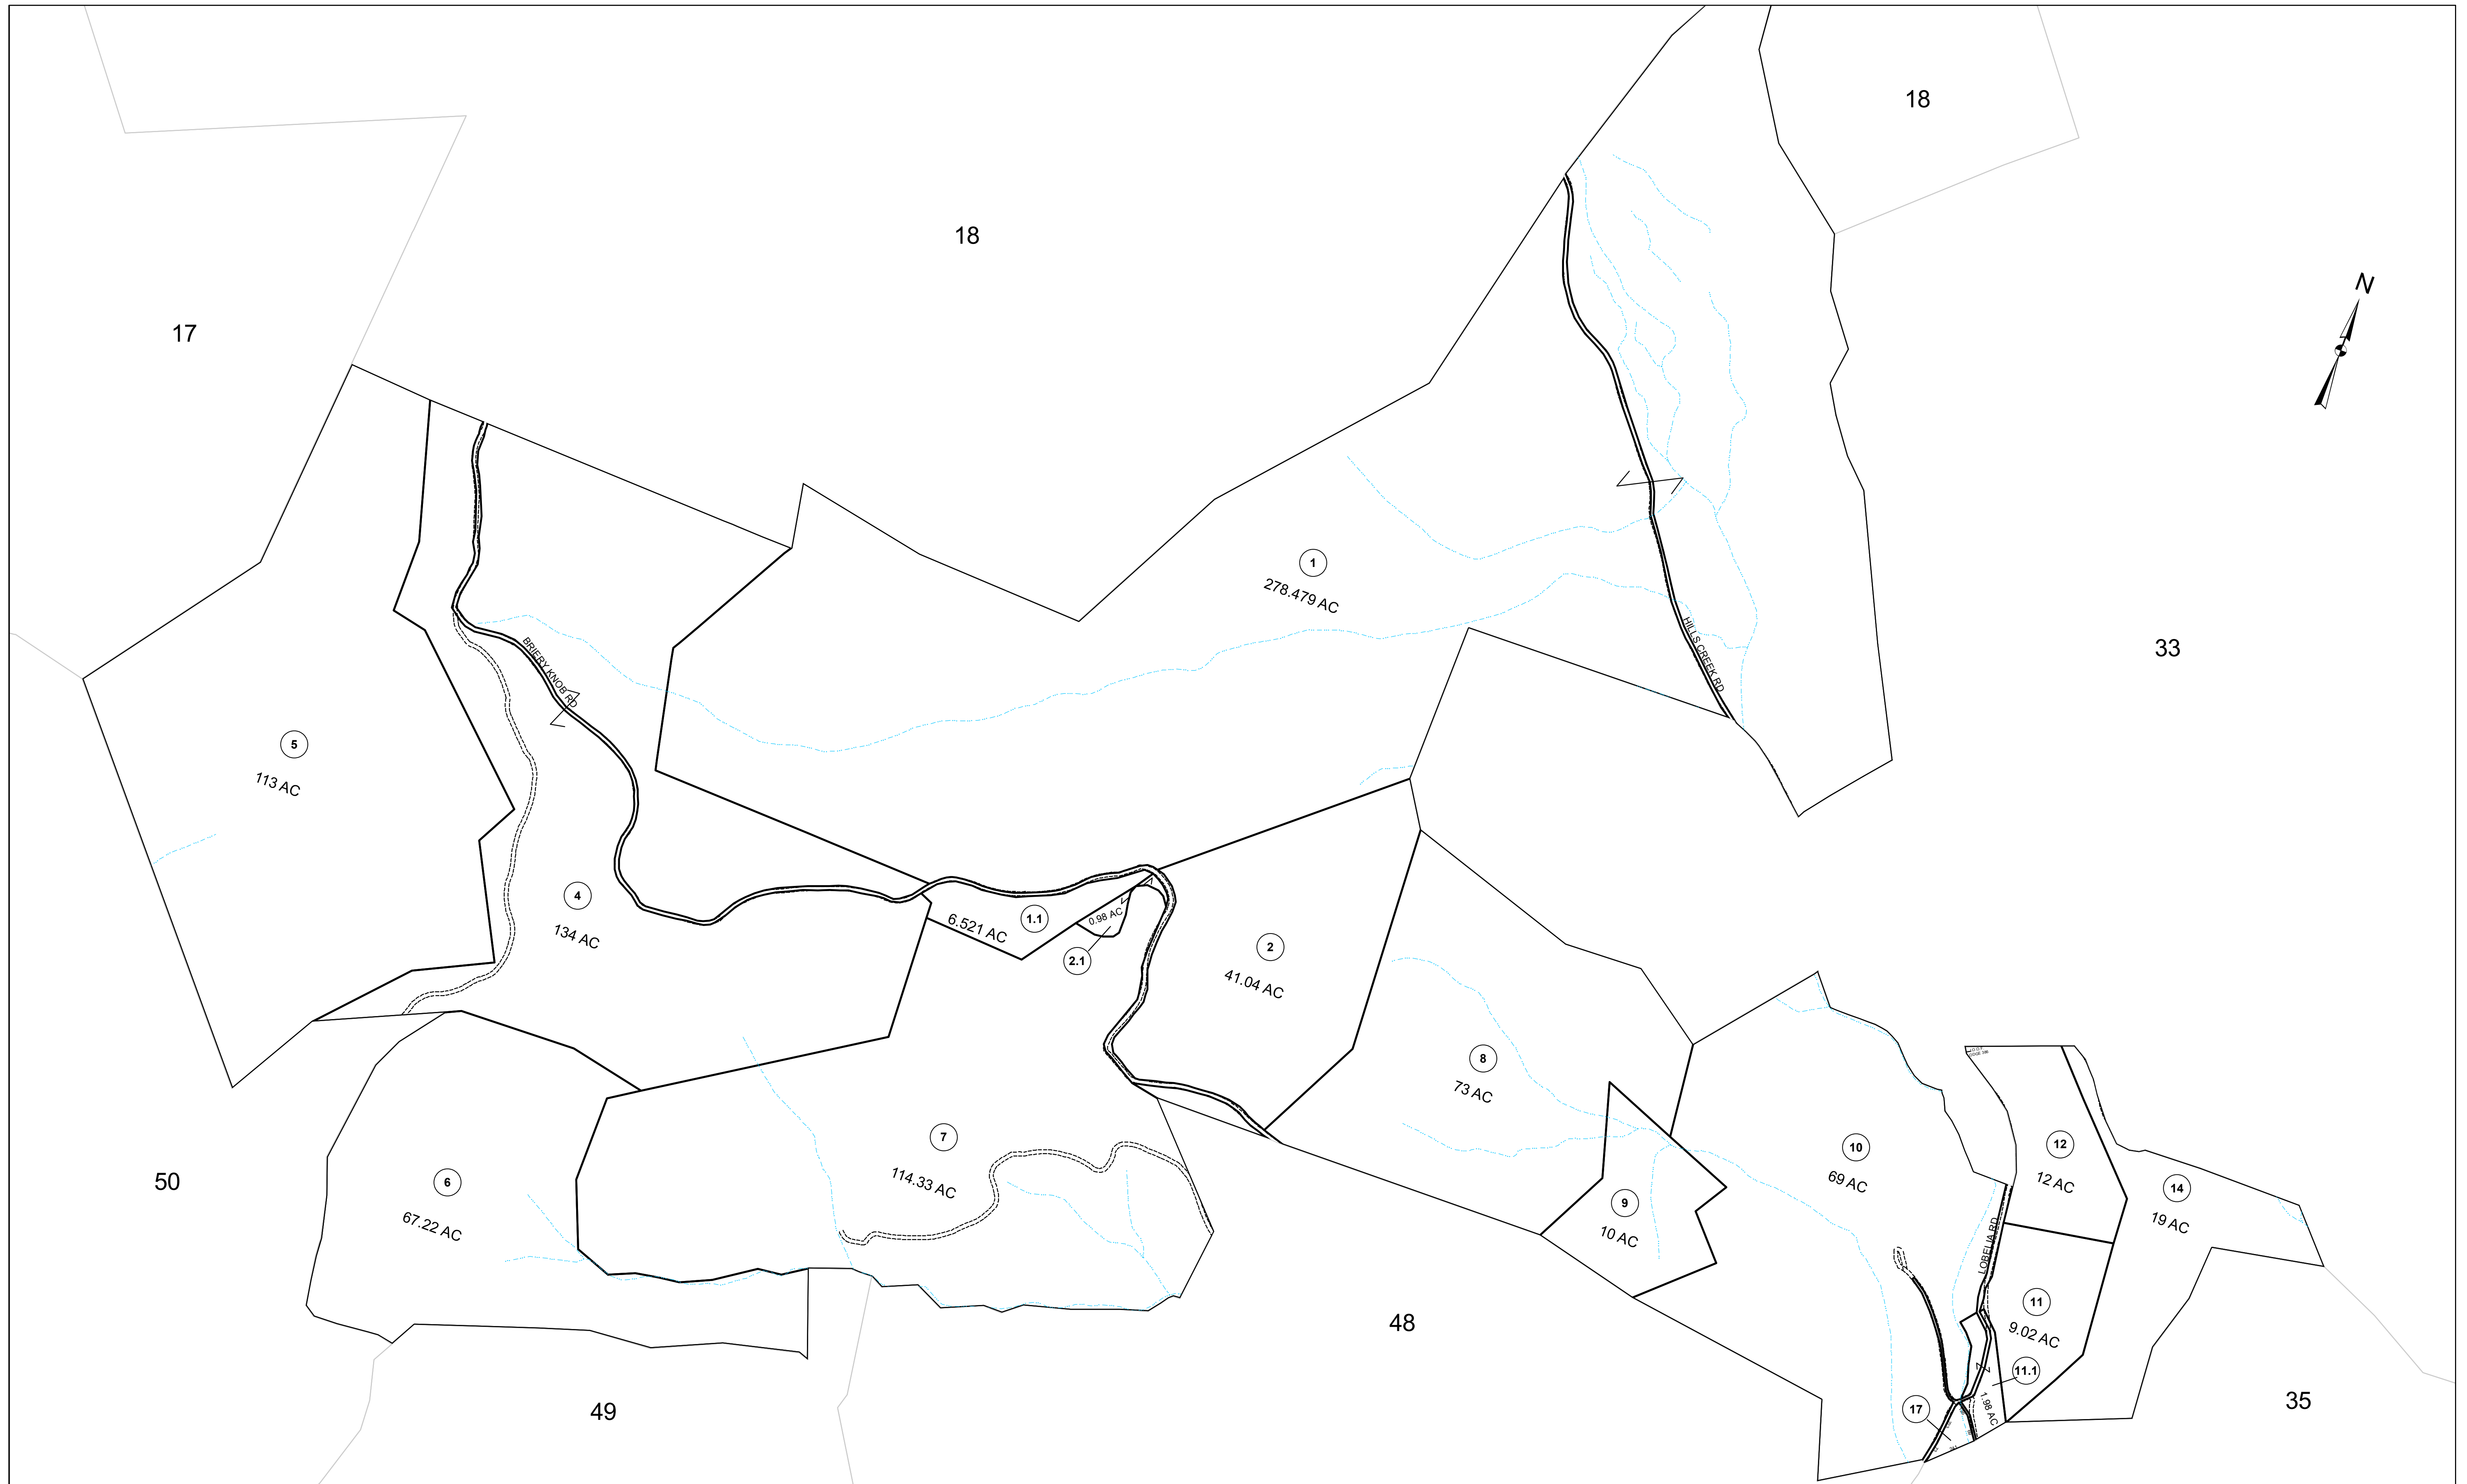 18
18
17
N
33
1
278.479 AC
BRIERY KNOB RD
HILLS CREEK RD
5
113 AC
4
134 AC
6.521 AC
1.1
0.98 AC
2.1
2
41.04 AC
8
73 AC
7
114.33 AC
6
67.22 AC
50
10
69 AC
12
12 AC
14
19 AC
9
10 AC
LOBELIA RD
11
9.02 AC
11.1
1.98 AC
17
48
49
35